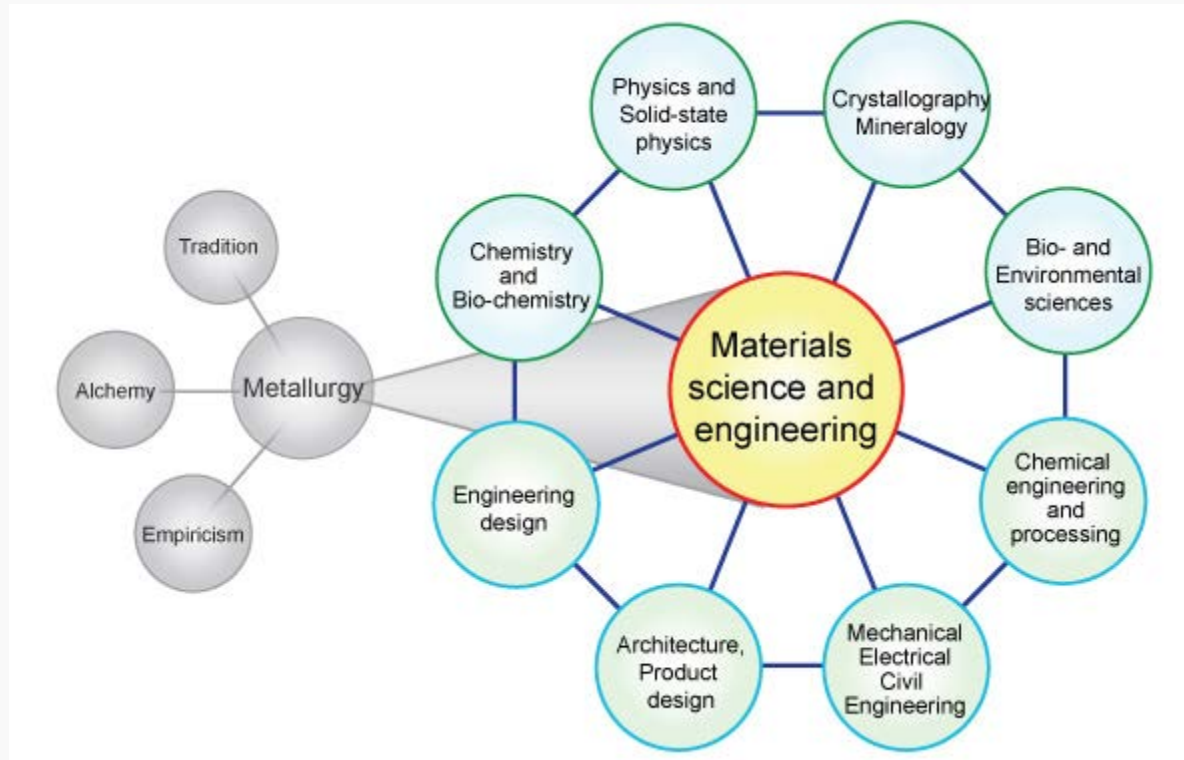 Physics and
Solid-state
physics
Crystallography
Mineralogy
Tradition
Chemistry
and
Bio-chemistry
Bio- and
Environmental
sciences
Alchemy
Metallurgy
Materials
science and
engineering
Empiricism
Engineering
design
Chemical
engineering
and
processing
Architecture,
Product
design
Mechanical
Electrical
Civil
Engineering